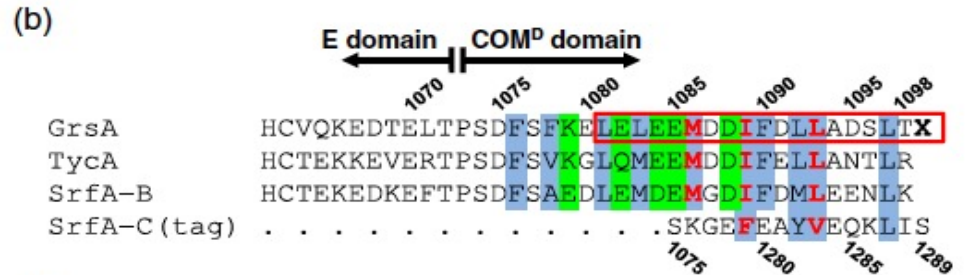 (b)
E domain COMᴰ domain
1070 1075 1080 1085 1090 1095 1098
GrsA HCVQKEDTELTPSDFSFKELELEEMDDIFDLLADSLTX
TycA HCTEKKEVERTPSDFSVKGLQMEEMDDIFELLANTLR
SrfA-B HCTEKDKEFTPSDFSAEDLEMDEMGDIFDMLEENLK
SrfA-C(tag) . . . . . . . . . . . . SKGEFEAYVEQKLIS
1075 1280 1285 1289